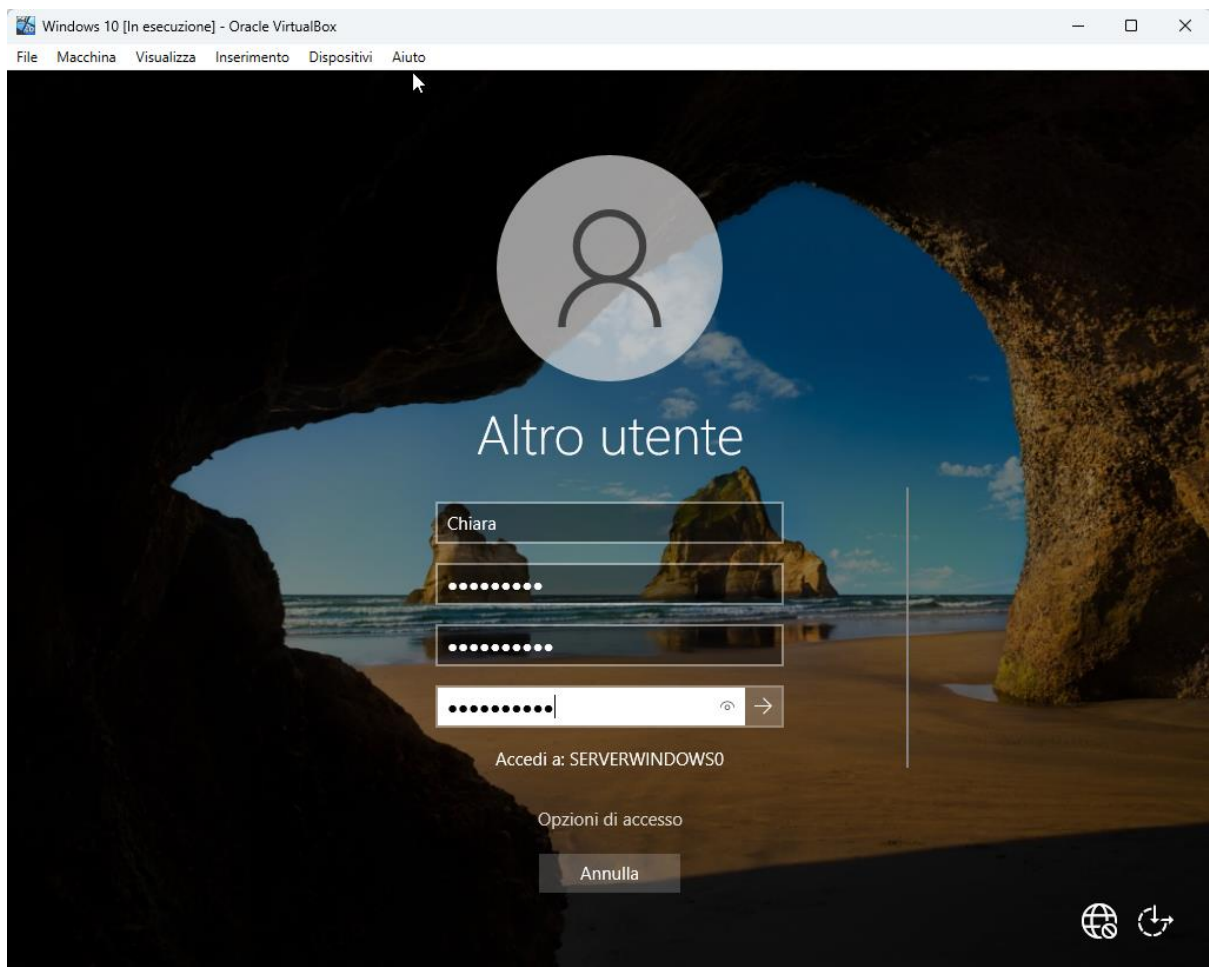 Windows 10 [In esecuzione] - Oracle VirtualBox
File Macchina Visualizza Inserimento Dispositivi Aiuto
Altro utente
Chiara
●●●●●●●●●
●●●●●●●●●●
●●●●●●●●●●
Accedi a: SERVERWINDOWS0
Opzioni di accesso
Annulla